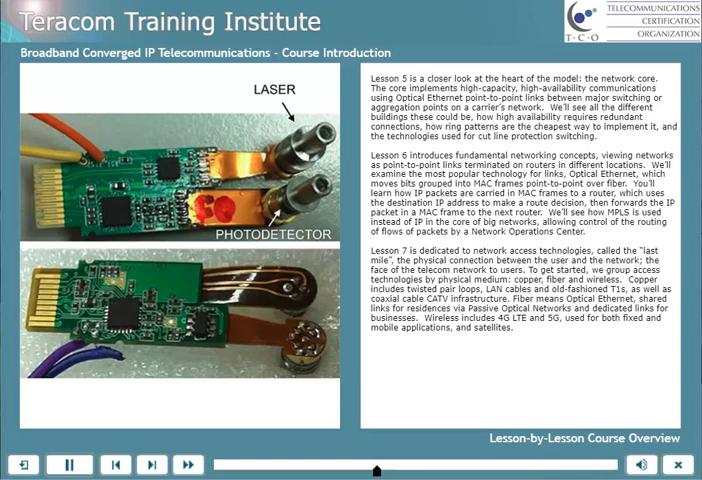 Teracom Training Institute
TELECOMMUNICATIONS
CERTIFICATION
ORGANIZATION
T·C·O
Broadband Converged IP Telecommunications - Course Introduction
LASER
PHOTODETECTOR
Lesson 5 is a closer look at the heart of the model: the network core.
The core implements high-capacity, high-availability communications
using Optical Ethernet point-to-point links between major switching or
aggregation points on a carrier's network.  We'll see all the different
buildings these could be, how high availability requires redundant
connections, how ring patterns are the cheapest way to implement it, and
the technologies used for cut line protection switching.
Lesson 6 introduces fundamental networking concepts, viewing networks
as point-to-point links terminated on routers in different locations.  We'll
examine the most popular technology for links, Optical Ethernet, which
moves bits grouped into MAC frames point-to-point over fiber.  You'll
learn how IP packets are carried in MAC frames to a router, which uses
the destination IP address to make a route decision, then forwards the IP
packet in a MAC frame to the next router.  We'll see how MPLS is used
instead of IP in the core of big networks, allowing control of the routing
of flows of packets by a Network Operations Center.
Lesson 7 is dedicated to network access technologies, called the "last
mile", the physical connection between the user and the network; the
face of the telecom network to users.  To get started, we group access
technologies by physical medium: copper, fiber and wireless.  Copper
includes twisted pair loops, LAN cables and old-fashioned T1s, as well as
coaxial cable CATV infrastructure. Fiber means Optical Ethernet, shared
links for residences via Passive Optical Networks and dedicated links for
businesses.  Wireless includes 4G LTE and 5G, used for both fixed and
mobile applications, and satellites.
Lesson-by-Lesson Course Overview